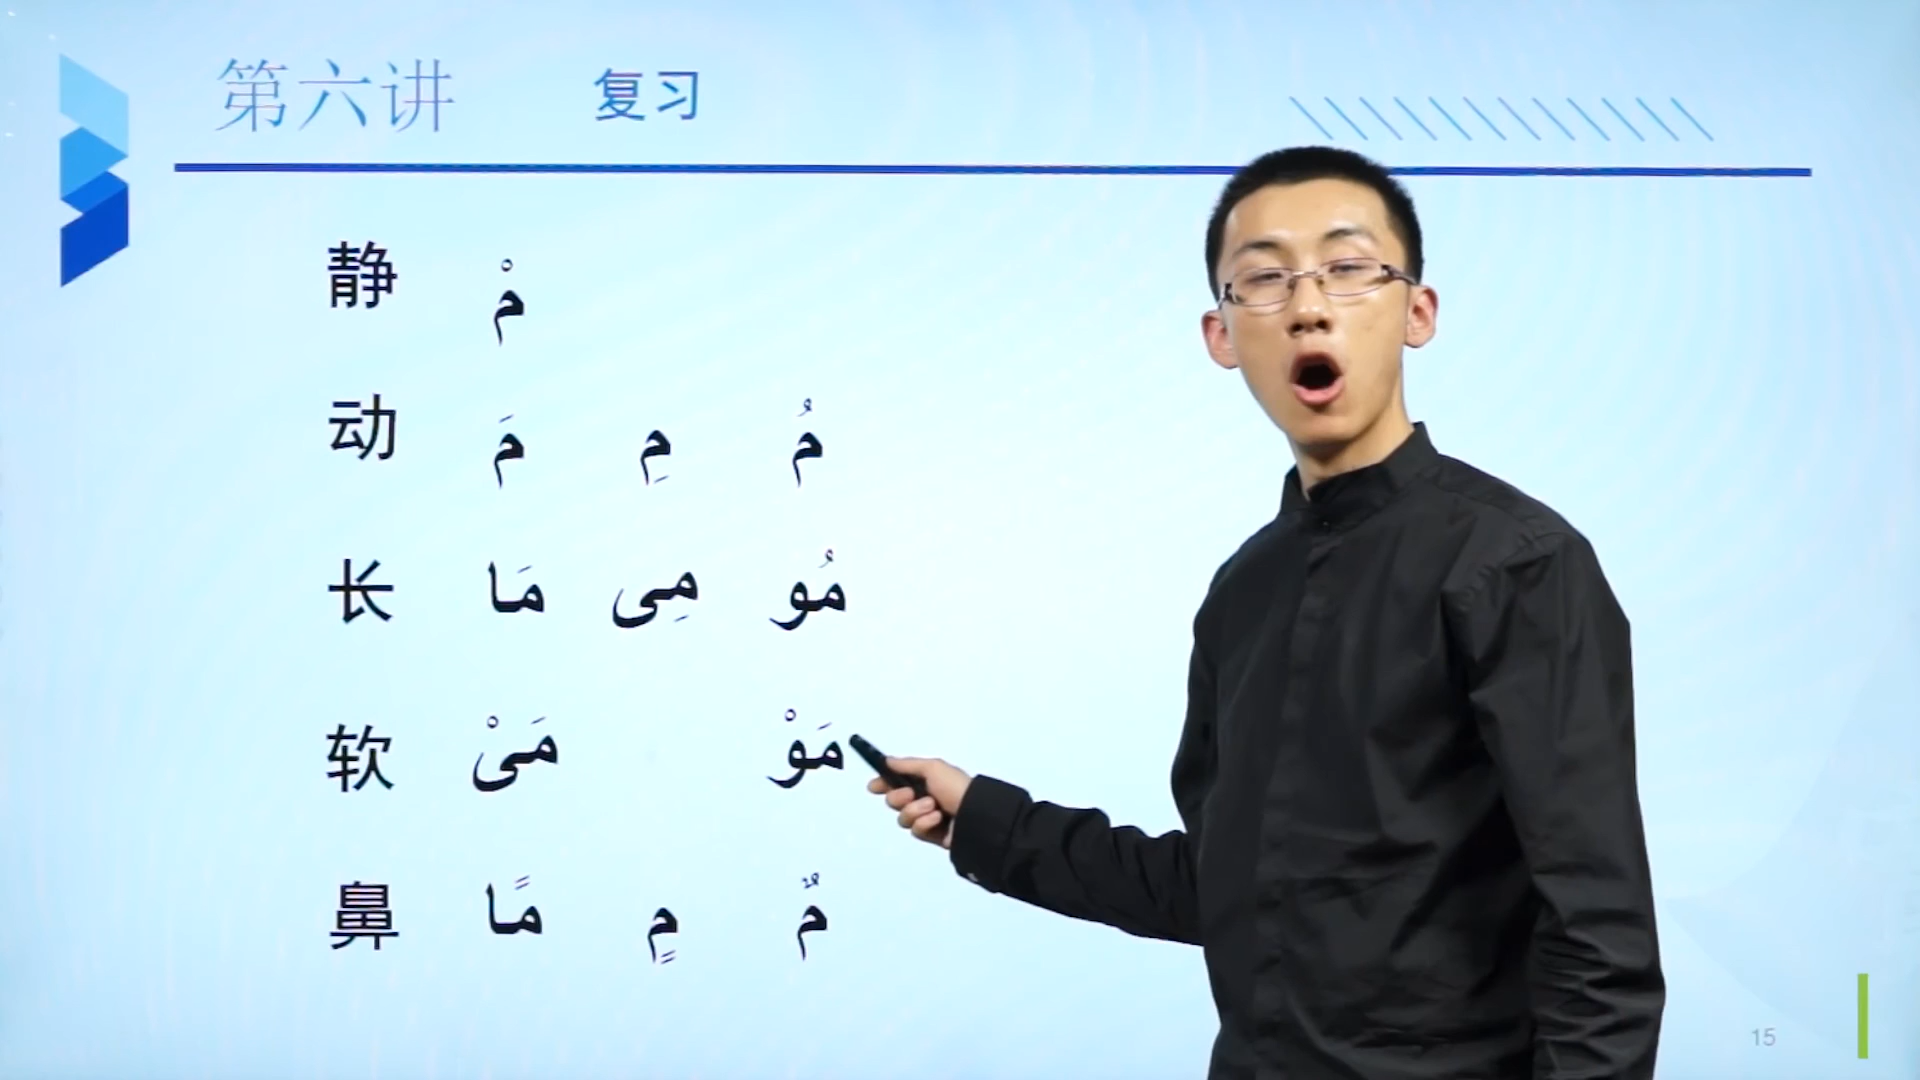 第六讲 复习
静 مْ
动 مَ مِ مُ
长 مَا مِى مُو
软 مَىْ مَوْ
鼻 مًا مٍ مٌ
15